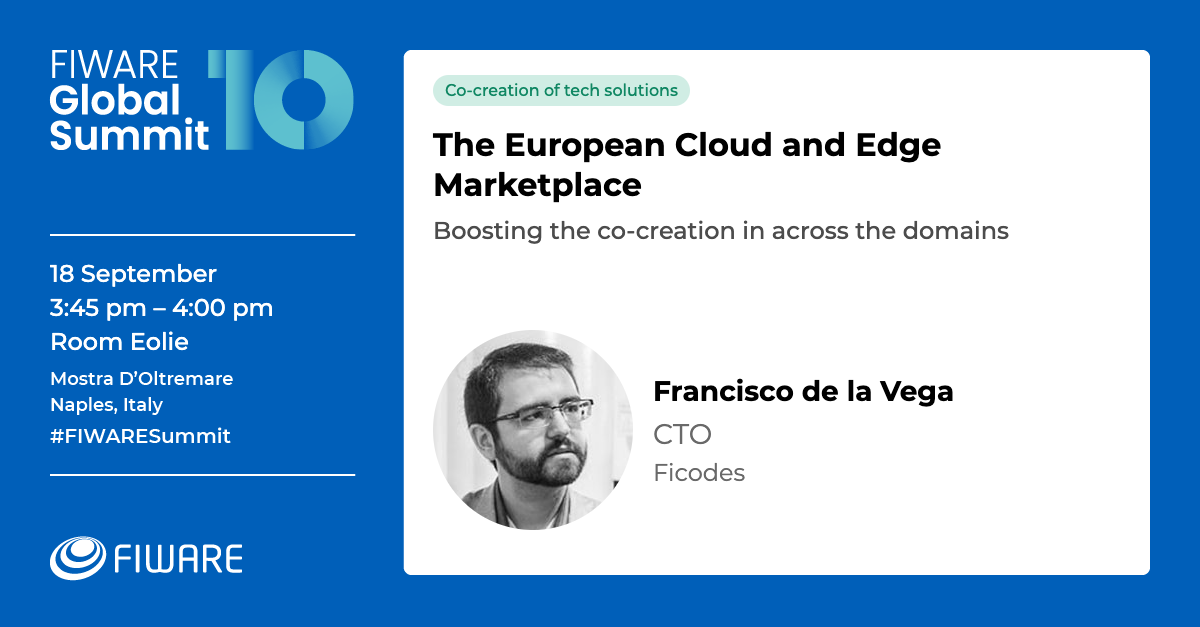 FIWARE
Global
Summit
10
18 September
3:45 pm – 4:00 pm
Room Eolie
Mostra D’Oltremare
Naples, Italy
#FIWARESummit
FIWARE
Co-creation of tech solutions
The European Cloud and Edge
Marketplace
Boosting the co-creation in across the domains
Francisco de la Vega
CTO
Ficodes